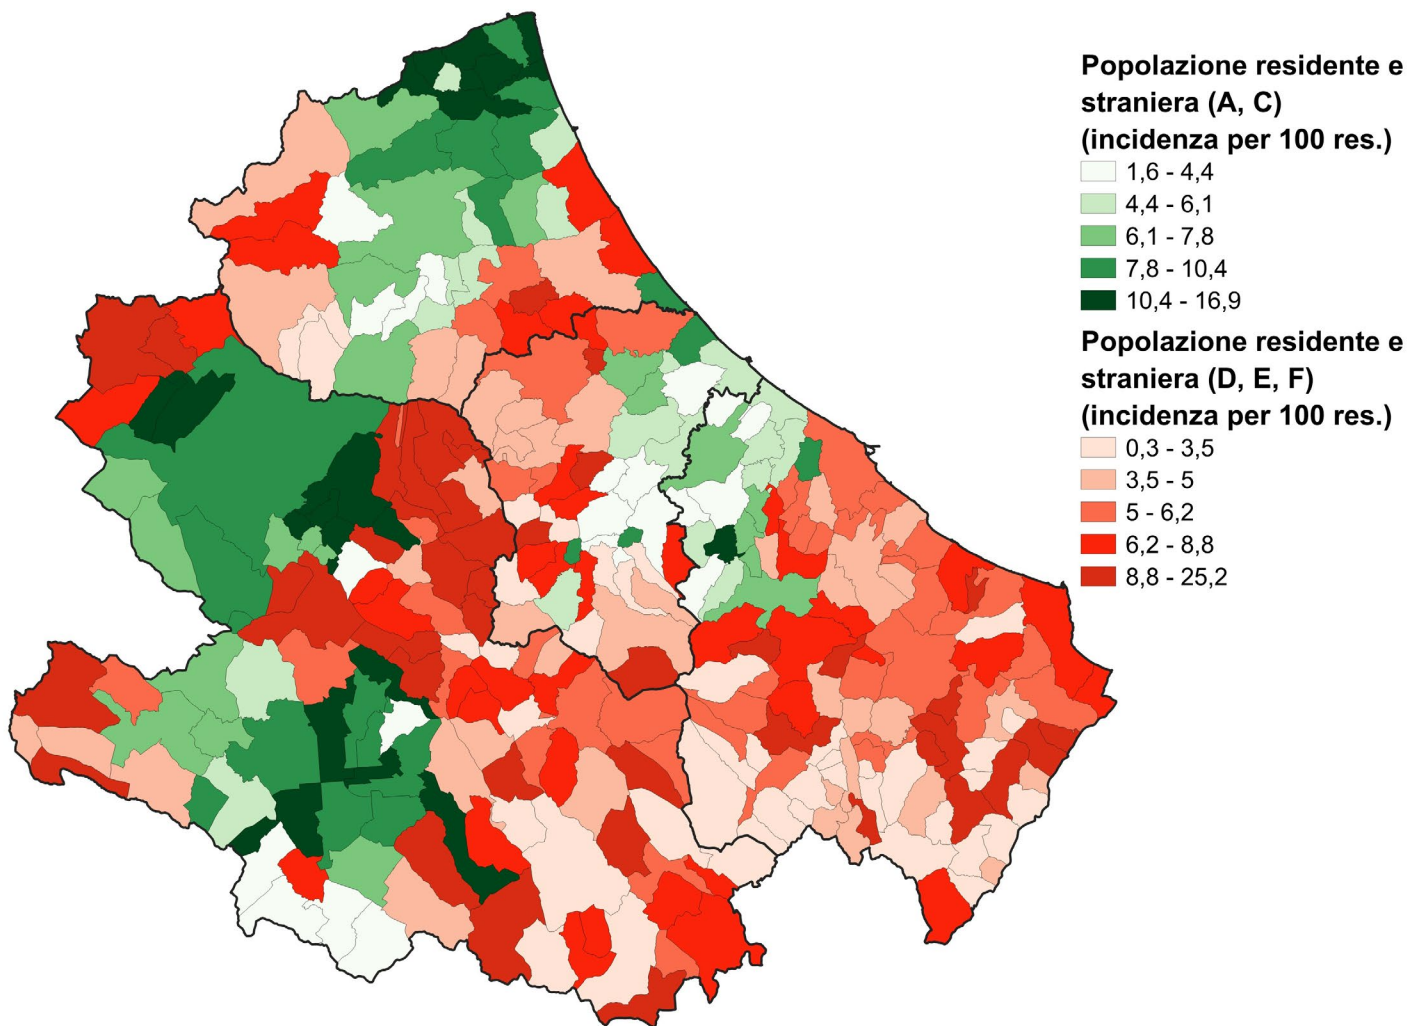 Popolazione residente e
straniera (A, C)
(incidenza per 100 res.)
1,6 - 4,4
4,4 - 6,1
6,1 - 7,8
7,8 - 10,4
10,4 - 16,9
Popolazione residente e
straniera (D, E, F)
(incidenza per 100 res.)
0,3 - 3,5
3,5 - 5
5 - 6,2
6,2 - 8,8
8,8 - 25,2